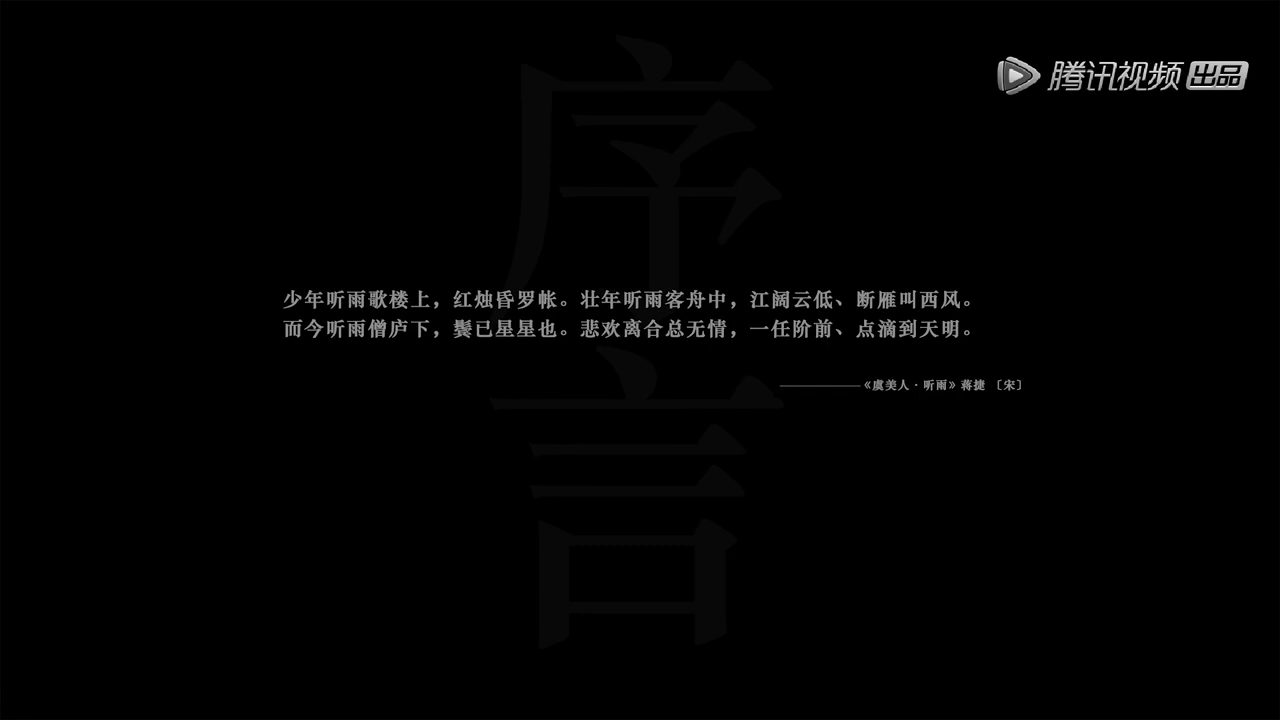 腾讯视频 出品
序言
少年听雨歌楼上，红烛昏罗帐。壮年听雨客舟中，江阔云低、断雁叫西风。
而今听雨僧庐下，鬓已星星也。悲欢离合总无情，一任阶前、点滴到天明。
————《虞美人·听雨》蒋捷 〔宋〕